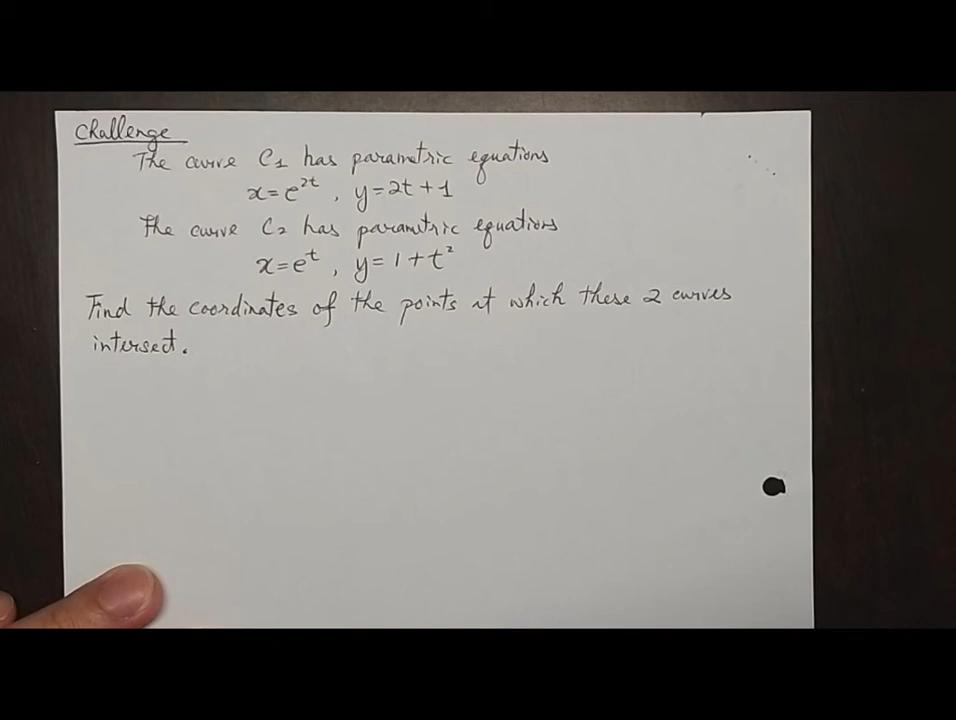 Challenge
The curve C₁ has parametric equations
x=e^{2t} , y=2t+1
The curve C₂ has parametric equations
x=e^t , y=1+t²
Find the coordinates of the points at which these 2 curves
intersect.